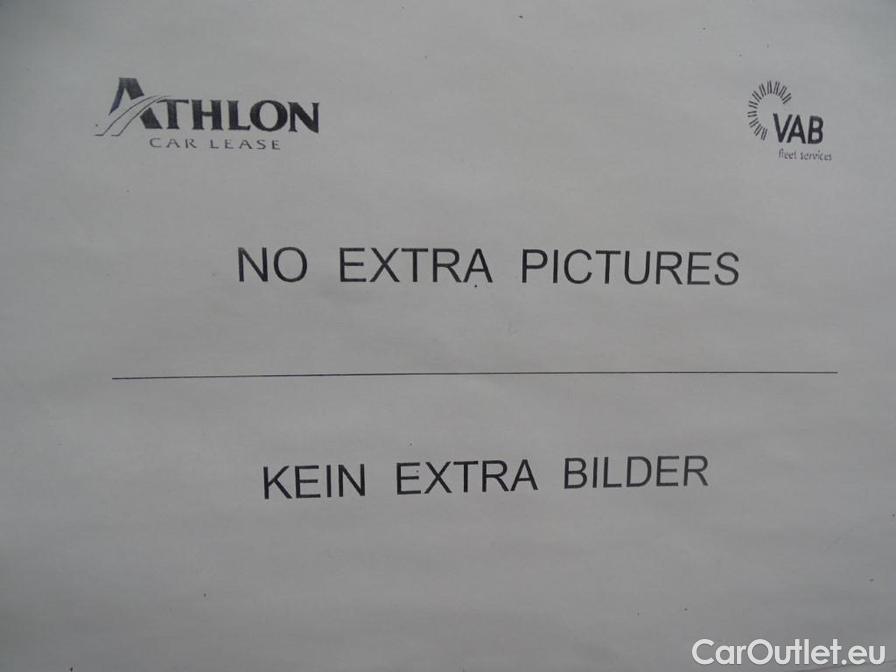 ATHLON
CAR LEASE
VAB
fleet services
NO EXTRA PICTURES
KEIN EXTRA BILDER
CarOutlet.eu